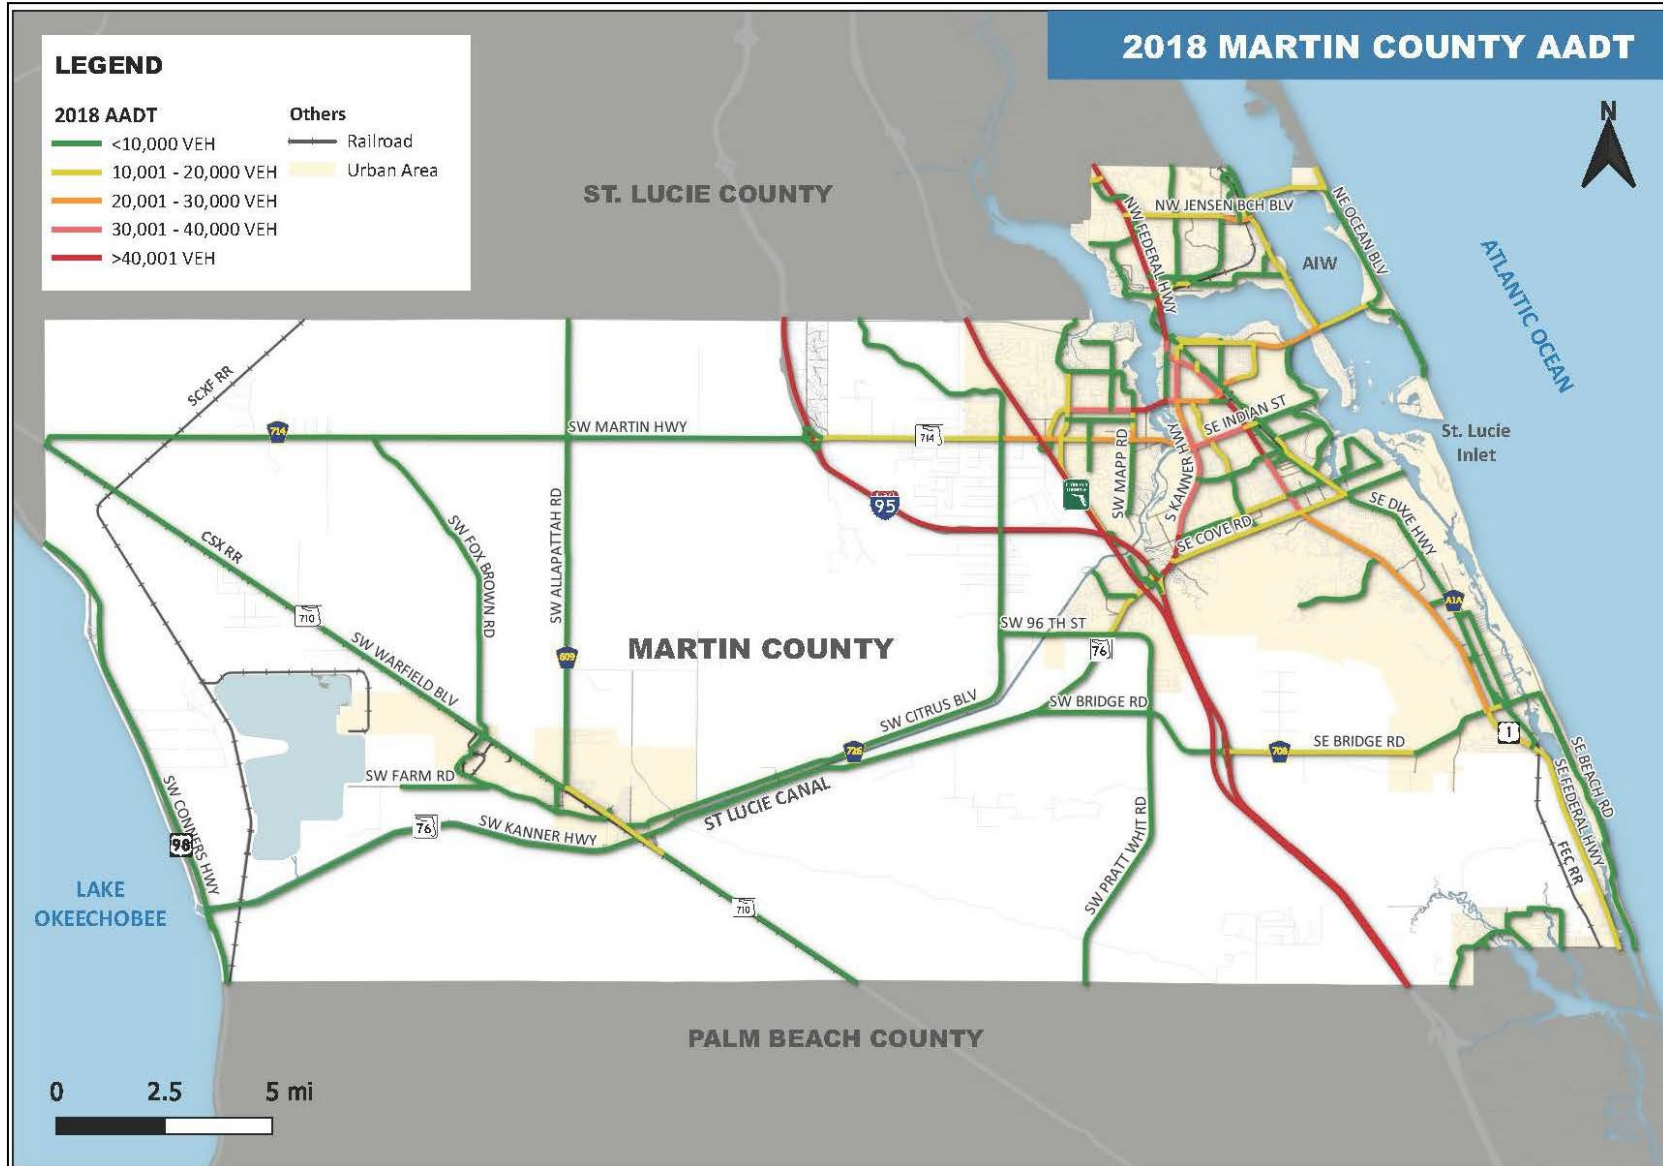 2018 MARTIN COUNTY AADT
LEGEND
2018 AADT
<10,000 VEH
10,001 - 20,000 VEH
20,001 - 30,000 VEH
30,001 - 40,000 VEH
>40,001 VEH
Others
Railroad
Urban Area
N
ST. LUCIE COUNTY
NW JENSEN BCH BLV
NW FEDERAL HWY
NE OCEAN BLV
AIW
ATLANTIC OCEAN
SCXF RR
714
SW MARTIN HWY
714
SE INDIAN ST
St. Lucie
Inlet
SW MAPP RD
S KANNER HWY
95
SE DIXIE HWY
SE COVE RD
CSX RR
SW FOX BROWN RD
SW ALLAPATTAH RD
710
A1A
SW 96 TH ST
MARTIN COUNTY
609
76
SW WARFIELD BLV
SW CITRUS BLV
SW BRIDGE RD
726
SE BRIDGE RD
708
1
SW FARM RD
ST LUCIE CANAL
SE BEACH RD
SE FEDERAL HWY
SW CONNERS HWY
98
76
SW KANNER HWY
SW PRATT WHIT RD
FEC RR
LAKE
OKEECHOBEE
710
PALM BEACH COUNTY
0 2.5 5 mi